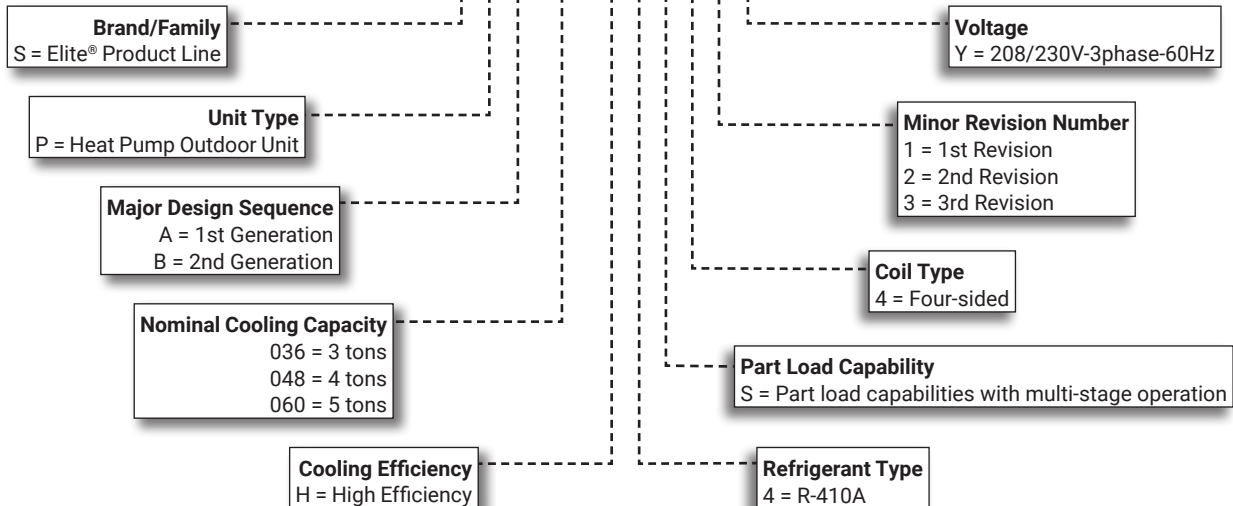 Brand/Family
S = Elite® Product Line
Unit Type
P = Heat Pump Outdoor Unit
Major Design Sequence
A = 1st Generation
B = 2nd Generation
Nominal Cooling Capacity
036 = 3 tons
048 = 4 tons
060 = 5 tons
Cooling Efficiency
H = High Efficiency
Voltage
Y = 208/230V-3phase-60Hz
Minor Revision Number
1 = 1st Revision
2 = 2nd Revision
3 = 3rd Revision
Coil Type
4 = Four-sided
Part Load Capability
S = Part load capabilities with multi-stage operation
Refrigerant Type
4 = R-410A